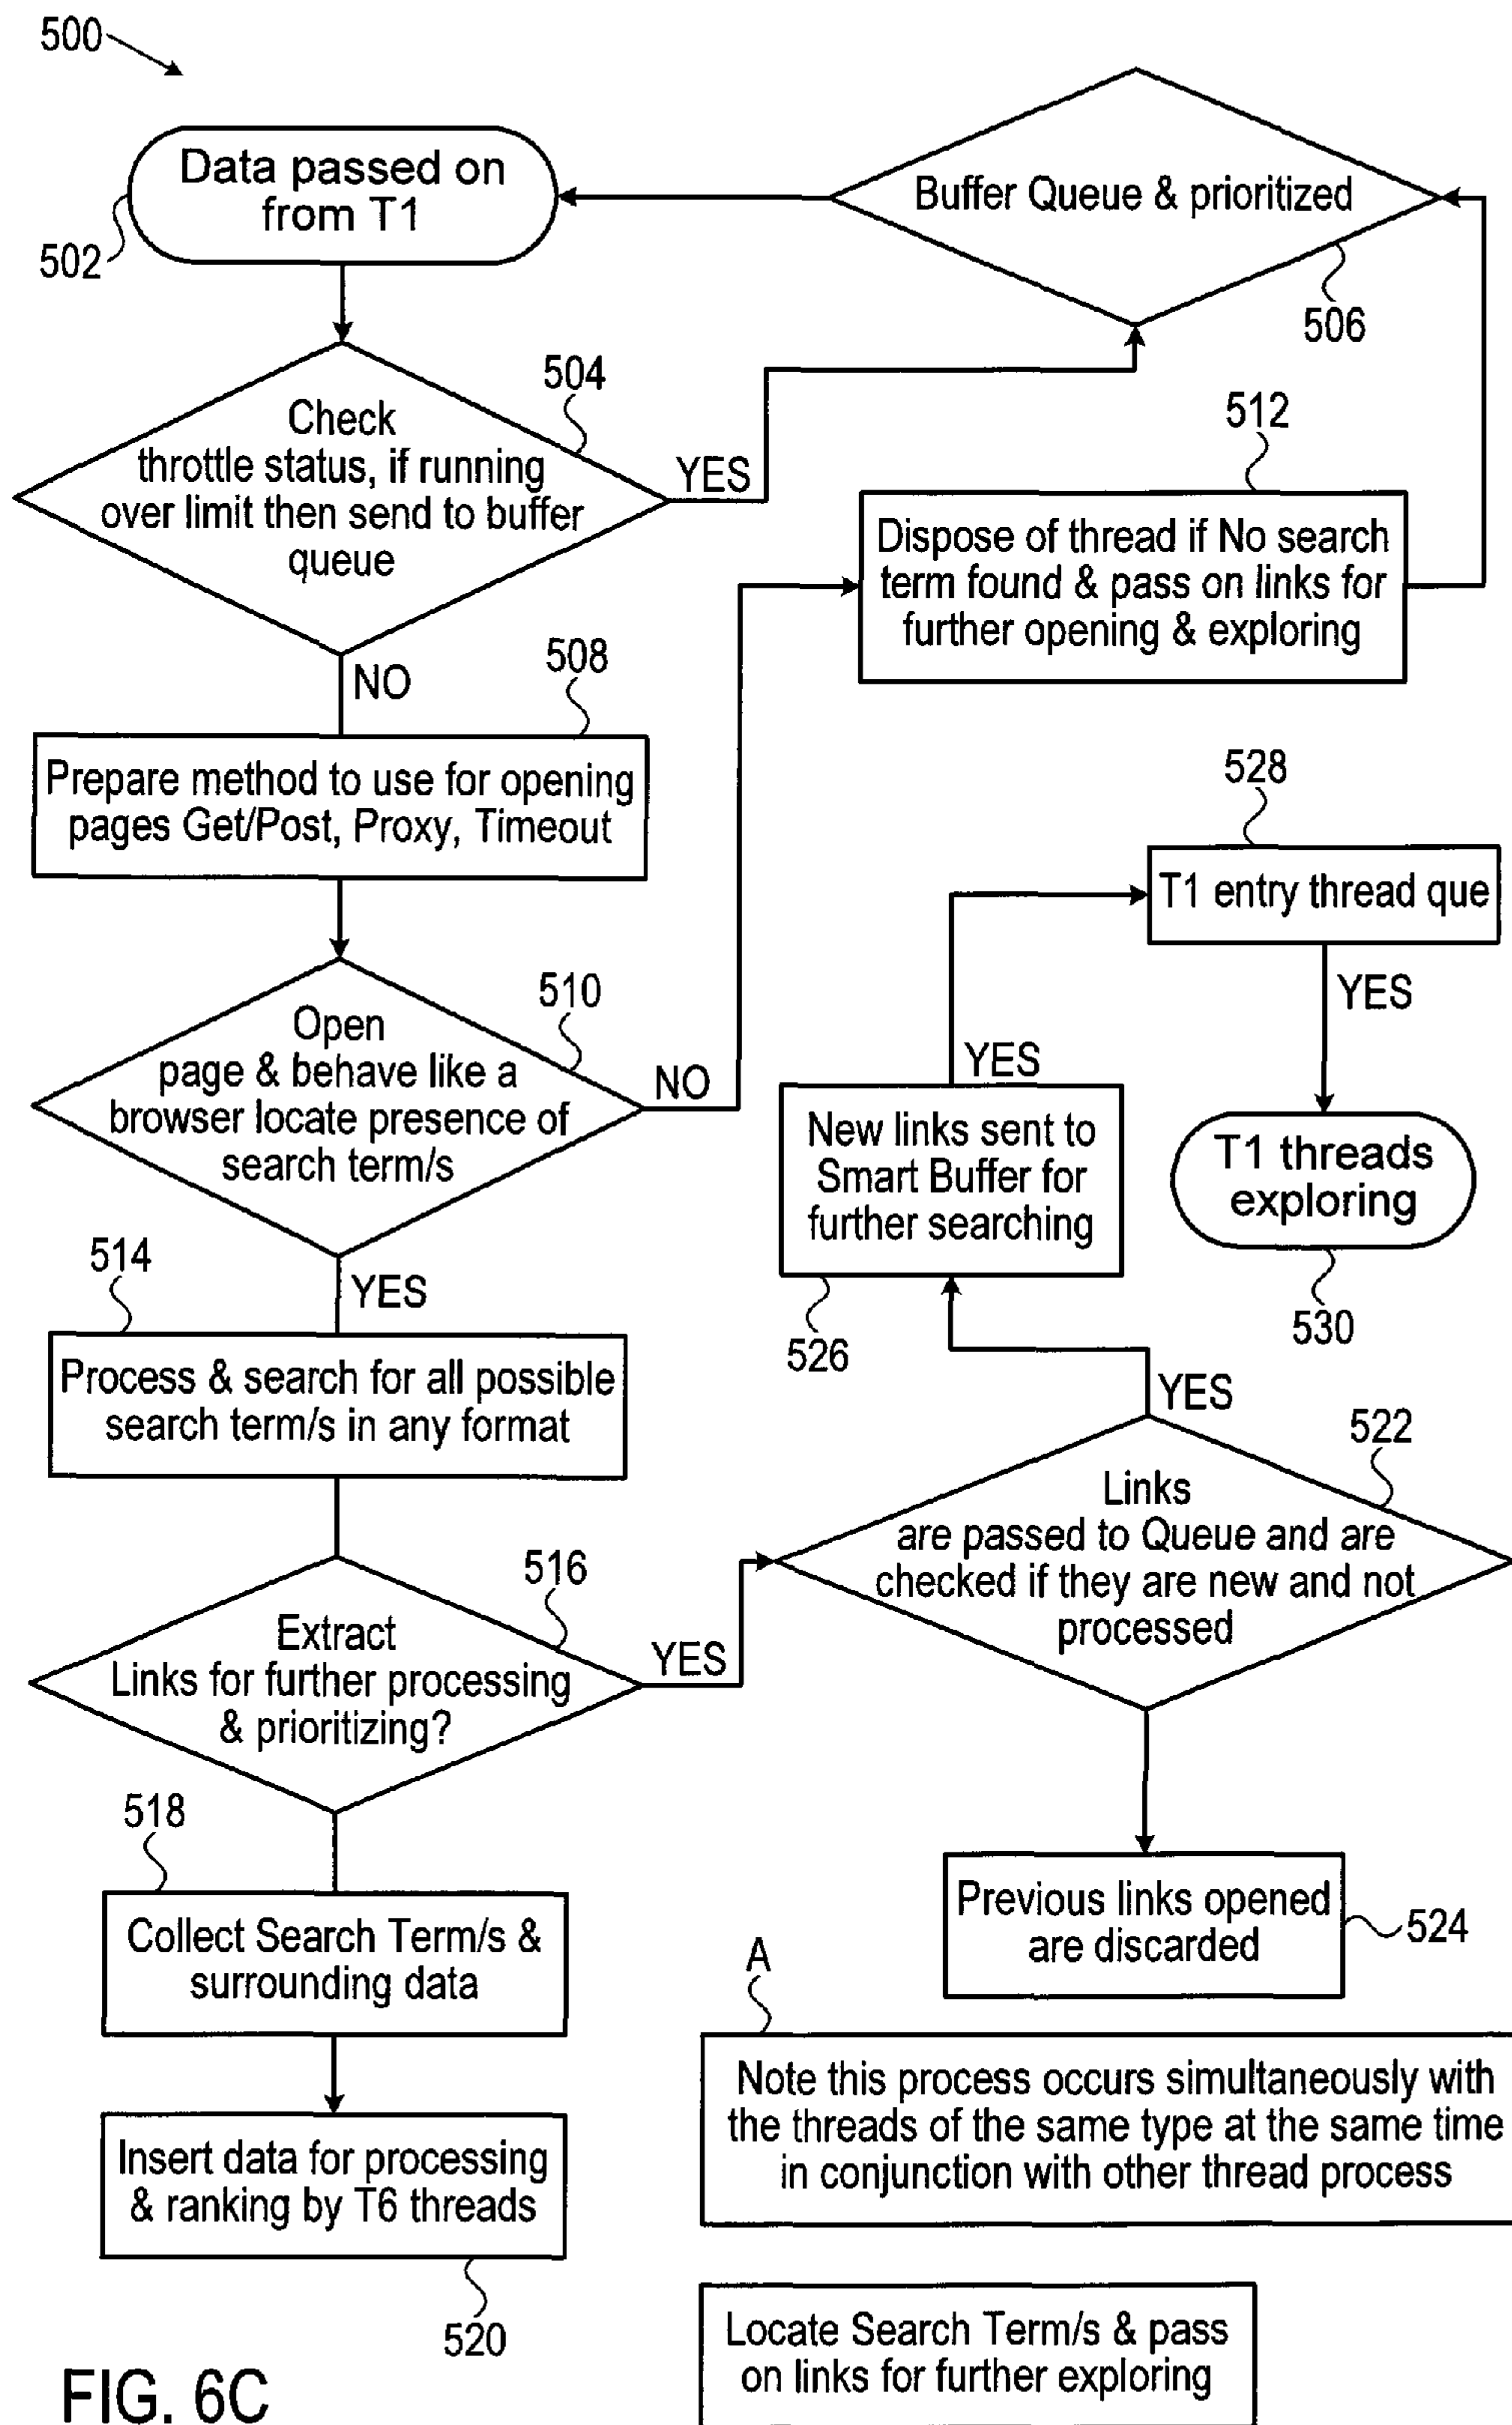 500
Data passed on
from T1
502
Buffer Queue & prioritized
506
504
Check
throttle status, if running
over limit then send to buffer
queue
YES
NO
512
Dispose of thread if No search
term found & pass on links for
further opening & exploring
508
Prepare method to use for opening
pages Get/Post, Proxy, Timeout
528
T1 entry thread que
YES
510
Open
page & behave like a
browser locate presence of
search term/s
NO
YES
YES
New links sent to
Smart Buffer for
further searching
526
T1 threads
exploring
530
514
Process & search for all possible
search term/s in any format
YES
522
Links
are passed to Queue and are
checked if they are new and not
processed
516
Extract
Links for further processing
& prioritizing?
YES
518
Collect Search Term/s &
surrounding data
Previous links opened
are discarded
524
A
Note this process occurs simultaneously with
the threads of the same type at the same time
in conjunction with other thread process
Insert data for processing
& ranking by T6 threads
520
Locate Search Term/s & pass
on links for further exploring
FIG. 6C